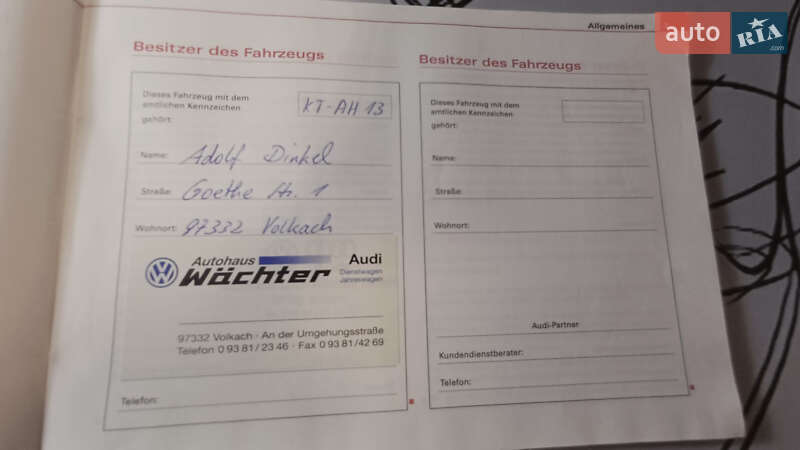 Allgemeines
auto RIA .com
Besitzer des Fahrzeugs
Dieses Fahrzeug mit dem
amtlichen Kennzeichen
gehört:
KT-AH 13
Name: Adolf Dinkel
Straße: Goethe Str. 1
Wohnort: 97332 Volkach
Autohaus
Wächter
Audi
Dienstwagen
Jahreswagen
97332 Volkach · An der Umgehungsstraße
Telefon 0 93 81/23 46 · Fax 0 93 81/42 69
Telefon:
Besitzer des Fahrzeugs
Dieses Fahrzeug mit dem
amtlichen Kennzeichen
gehört:
Name:
Straße:
Wohnort:
Audi-Partner
Kundendienstberater:
Telefon: